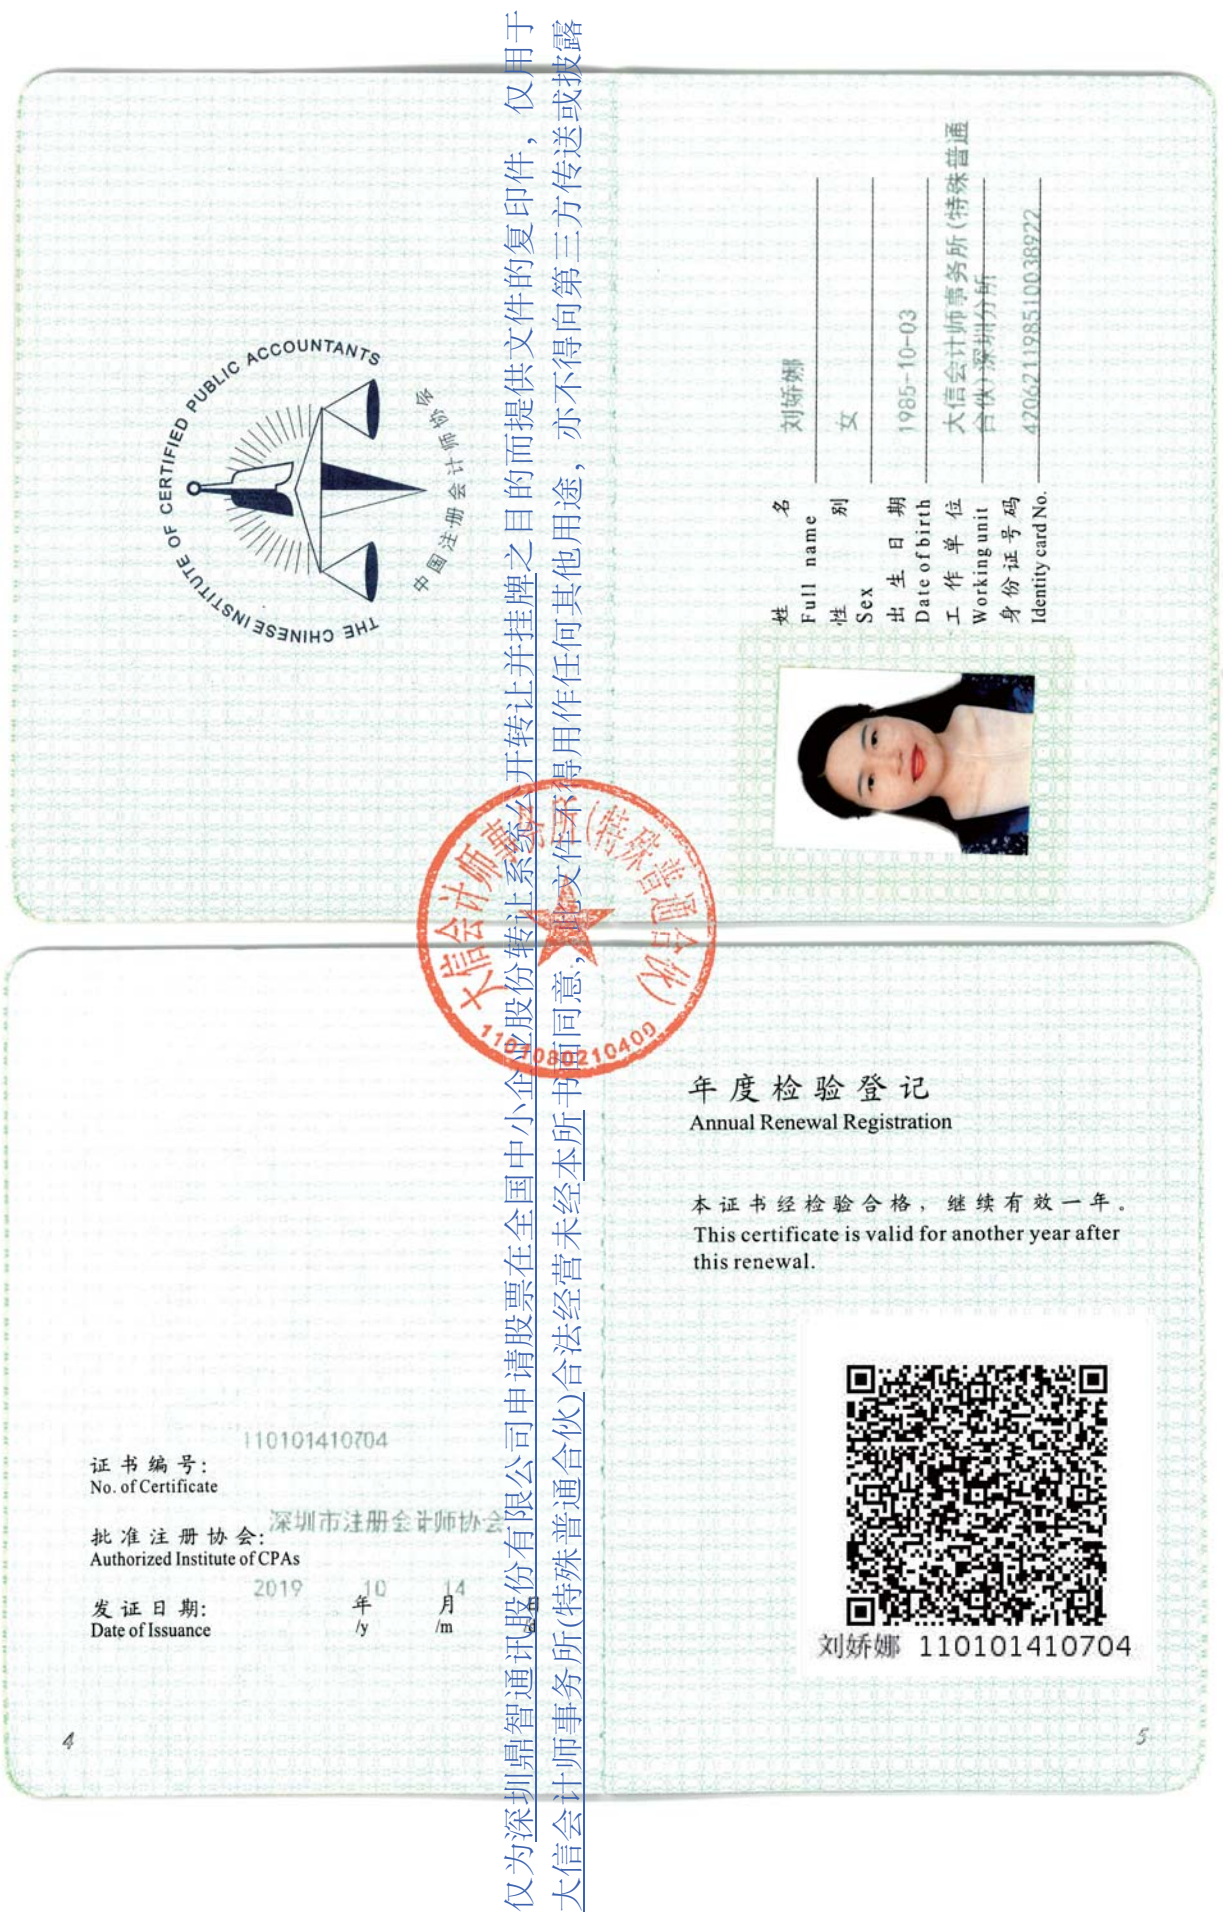 THE CHINESE INSTITUTE OF CERTIFIED PUBLIC ACCOUNTANTS
中国注册会计师协会
姓 名 刘娇娜
Full name
性 别 女
Sex
出生日期 1985-10-03
Date of birth
工作单位 大信会计师事务所(特殊普通
Working unit 合伙)深圳分所
身份证号码 420621198510038922
Identity card No.
仅为深圳鼎智通讯股份有限公司申请股票在全国中小企业股份转让系统公开转让并挂牌之目的而提供文件的复印件,仅用于
大信会计师事务所(特殊普通合伙)合法经营未经本所书面同意,此文件不得用作任何其他用途,亦不得向第三方传送或披露
大信会计师事务所(特殊普通合伙)
1101080210400
证书编号: 110101410704
No. of Certificate
批准注册协会: 深圳市注册会计师协会
Authorized Institute of CPAs
发证日期: 2019 年 10 月 14 日
Date of Issuance /y /m /d
4
年度检验登记
Annual Renewal Registration
本证书经检验合格,继续有效一年。
This certificate is valid for another year after
this renewal.
刘娇娜 110101410704
5